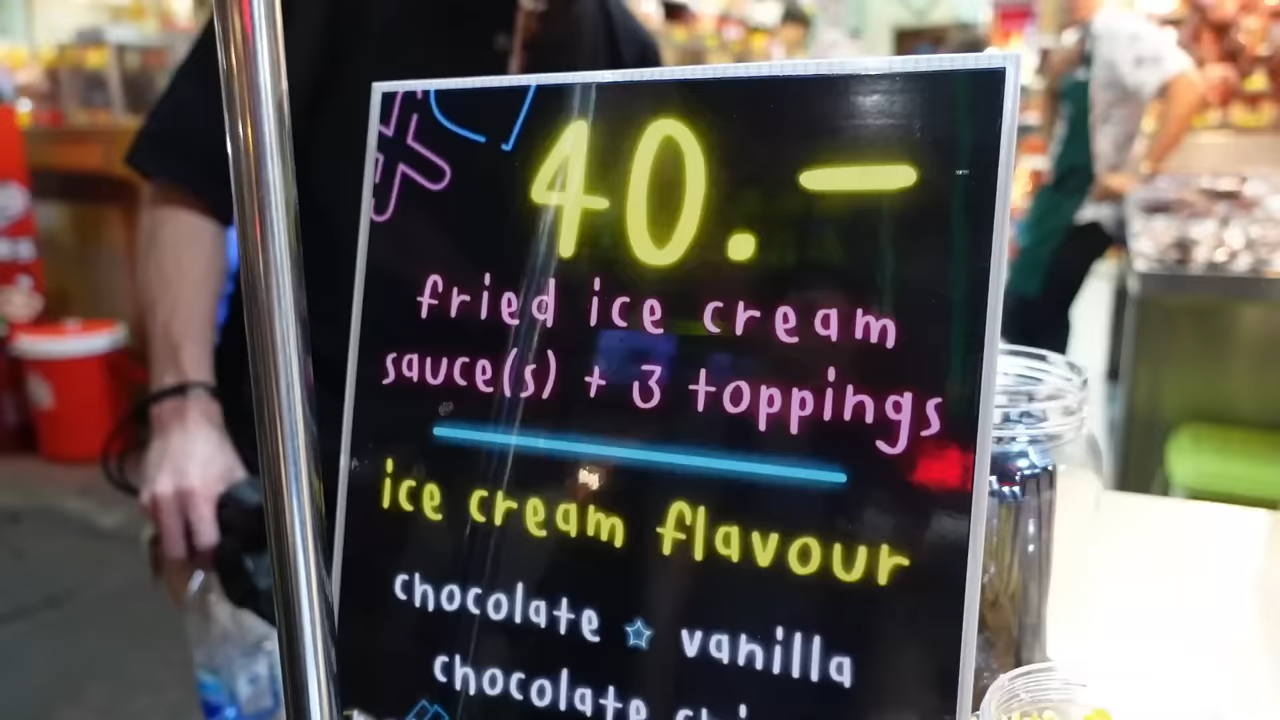 40. —
fried ice cream
sauce(s) + 3 toppings
ice cream flavour
chocolate ☆ vanilla
chocolate